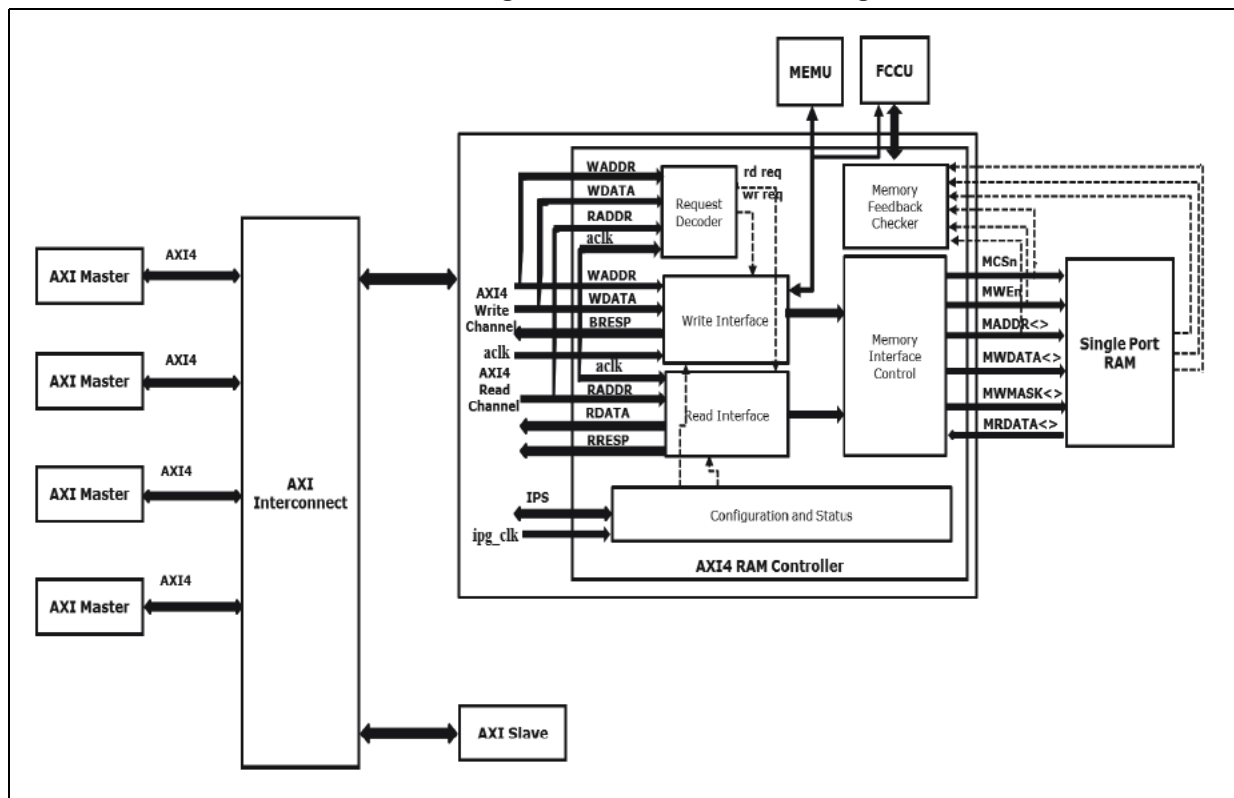 MEMU
FCCU
WADDR
rd req
WDATA
wr req
Request
Decoder
RADDR
aclk
Memory
Feedback
Checker
AXI4
AXI Master
AXI4
AXI Master
AXI4
AXI Master
AXI4
AXI Master
AXI
Interconnect
AXI Slave
AXI4
Write
Channel
aclk
AXI4
Read
Channel
WADDR
WDATA
BRESP
Write Interface
aclk
RADDR
RDATA
RRESP
Read Interface
Memory
Interface
Control
MCSn
MWEn
MADDR<>
MWDATA<>
MWMASK<>
MRDATA<>
Single Port
RAM
IPS
ipg_clk
Configuration and Status
AXI4 RAM Controller